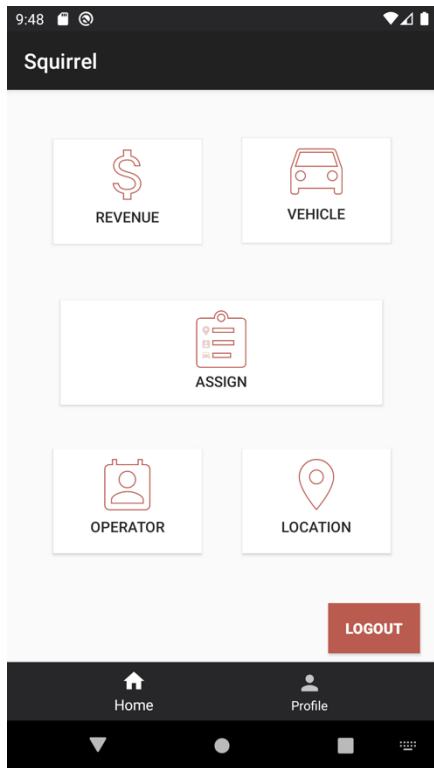 9:48
Squirrel
REVENUE
VEHICLE
ASSIGN
OPERATOR
LOCATION
LOGOUT
Home
Profile